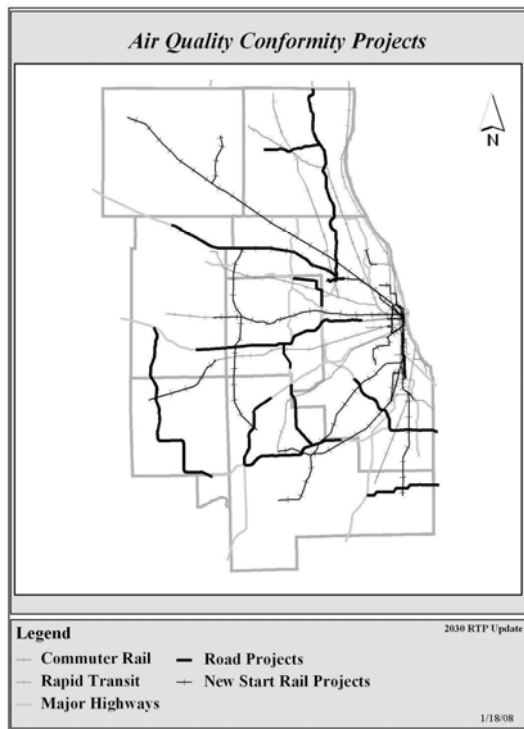 Air Quality Conformity Projects
N
Legend
2030 RTP Update
Commuter Rail
Road Projects
Rapid Transit
New Start Rail Projects
Major Highways
1/18/08